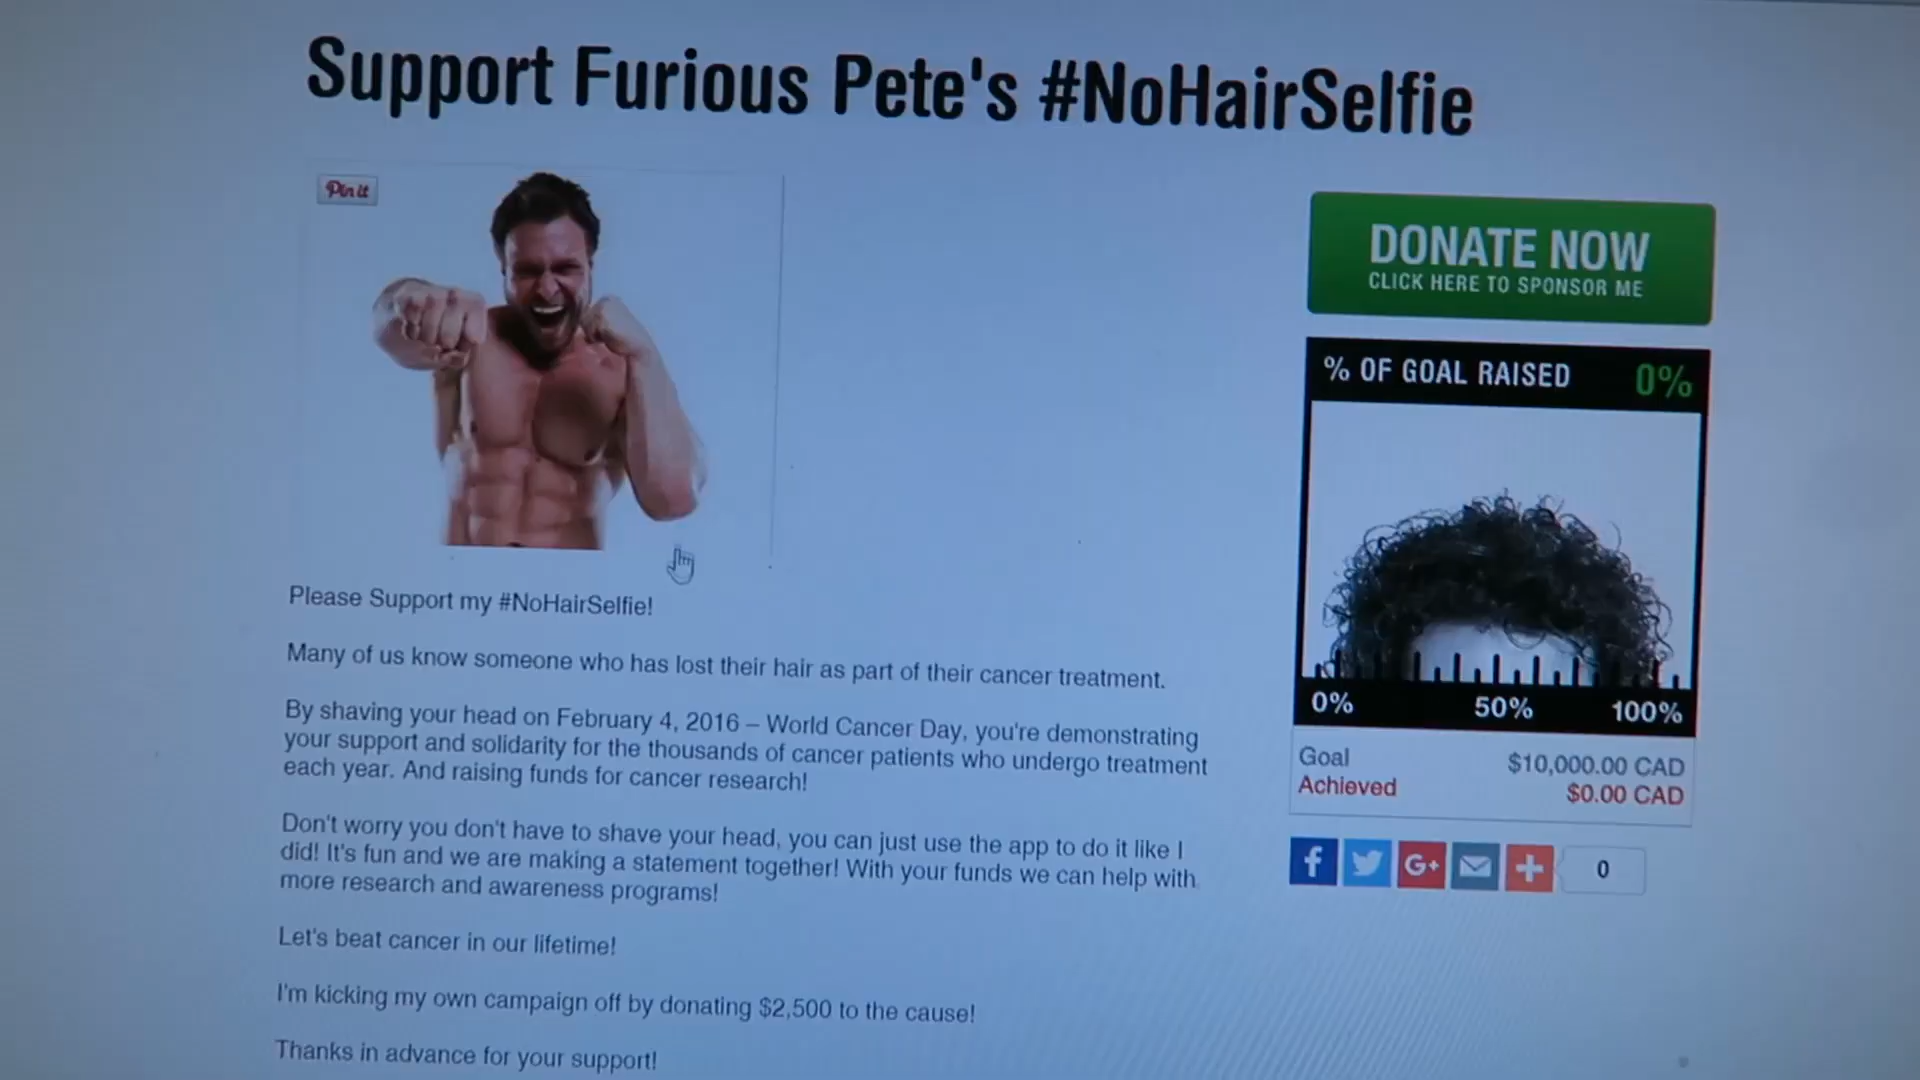 Support Furious Pete's #NoHairSelfie
Pin it
DONATE NOW
CLICK HERE TO SPONSOR ME
% OF GOAL RAISED 0%
0% 50% 100%
Goal $10,000.00 CAD
Achieved $0.00 CAD
f G+ 0
Please Support my #NoHairSelfie!
Many of us know someone who has lost their hair as part of their cancer treatment.
By shaving your head on February 4, 2016 – World Cancer Day, you're demonstrating
your support and solidarity for the thousands of cancer patients who undergo treatment
each year. And raising funds for cancer research!
Don't worry you don't have to shave your head, you can just use the app to do it like I
did! It's fun and we are making a statement together! With your funds we can help with
more research and awareness programs!
Let's beat cancer in our lifetime!
I'm kicking my own campaign off by donating $2,500 to the cause!
Thanks in advance for your support!